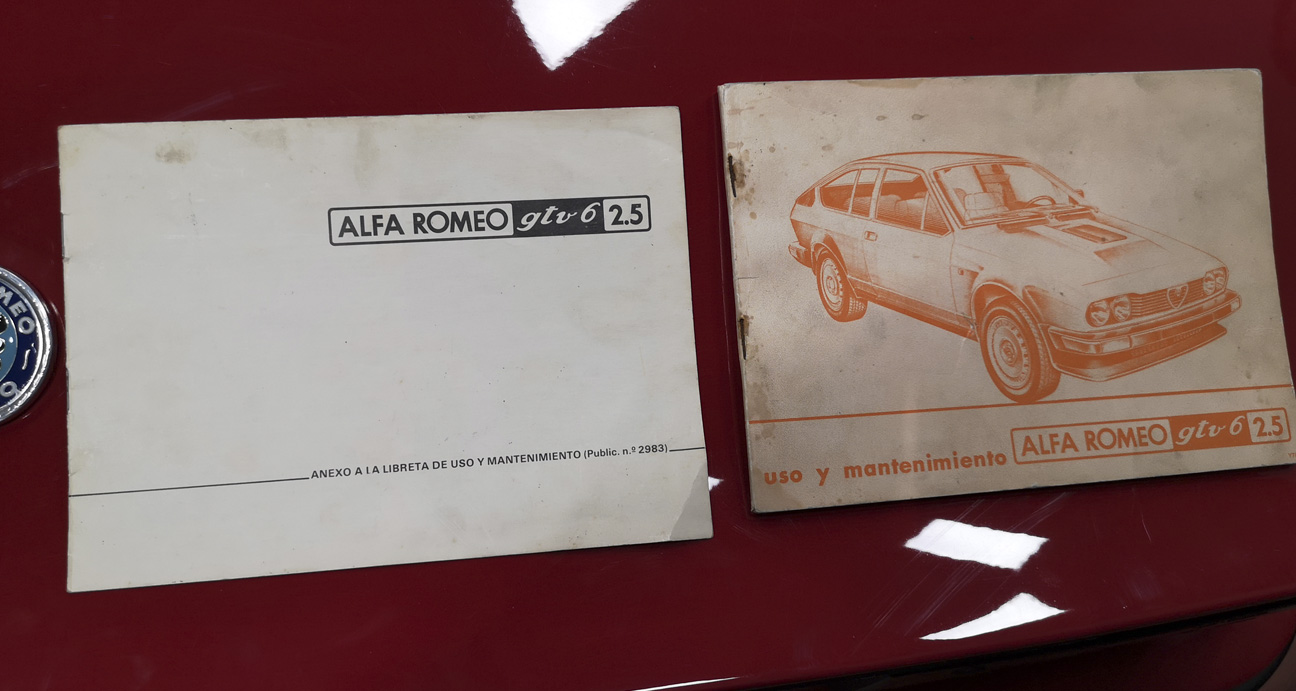 ALFA ROMEO gtv 6 2.5
ANEXO A LA LIBRETA DE USO Y MANTENIMIENTO (Public. n.º 2983)
uso y mantenimiento ALFA ROMEO gtv 6 2.5